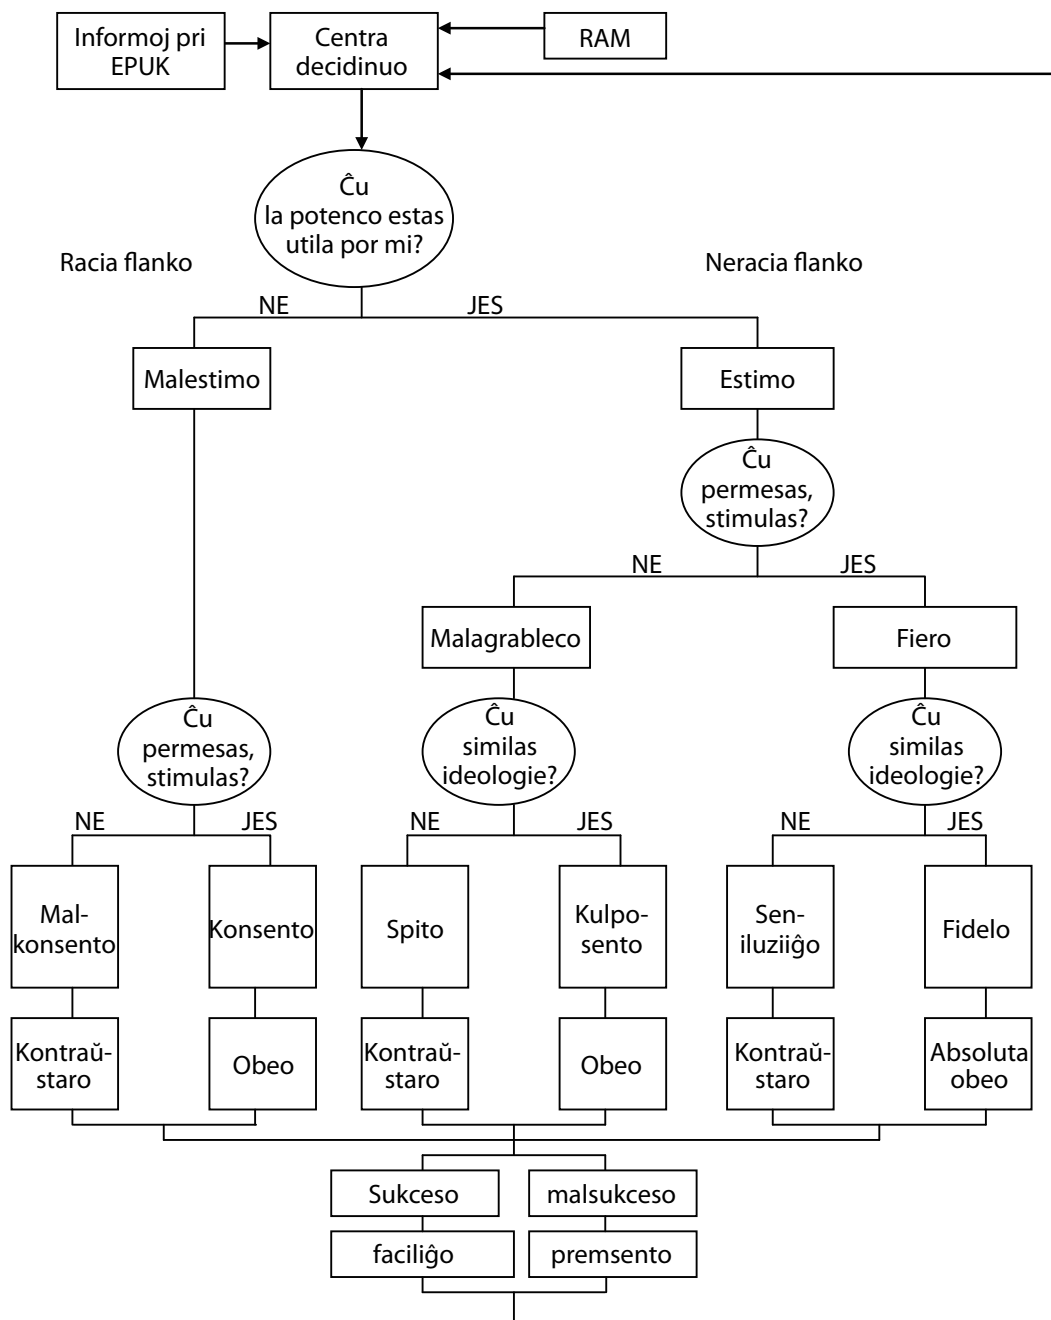 Informoj pri
EPUK
Centra
decidinuo
RAM
Ĉu
la potenco estas
utila por mi?
Racia flanko
Neracia flanko
NE
JES
Malestimo
Estimo
Ĉu
permesas,
stimulas?
NE
JES
Malagrableco
Fiero
Ĉu
permesas,
stimulas?
Ĉu
similas
ideologie?
Ĉu
similas
ideologie?
NE
JES
NE
JES
NE
JES
Mal-
konsento
Konsento
Spito
Kulpo-
sento
Sen-
iluziiĝo
Fidelo
Kontraŭ-
staro
Obeo
Kontraŭ-
staro
Obeo
Kontraŭ-
staro
Absoluta
obeo
Sukceso
malsukceso
faciliĝo
premsento